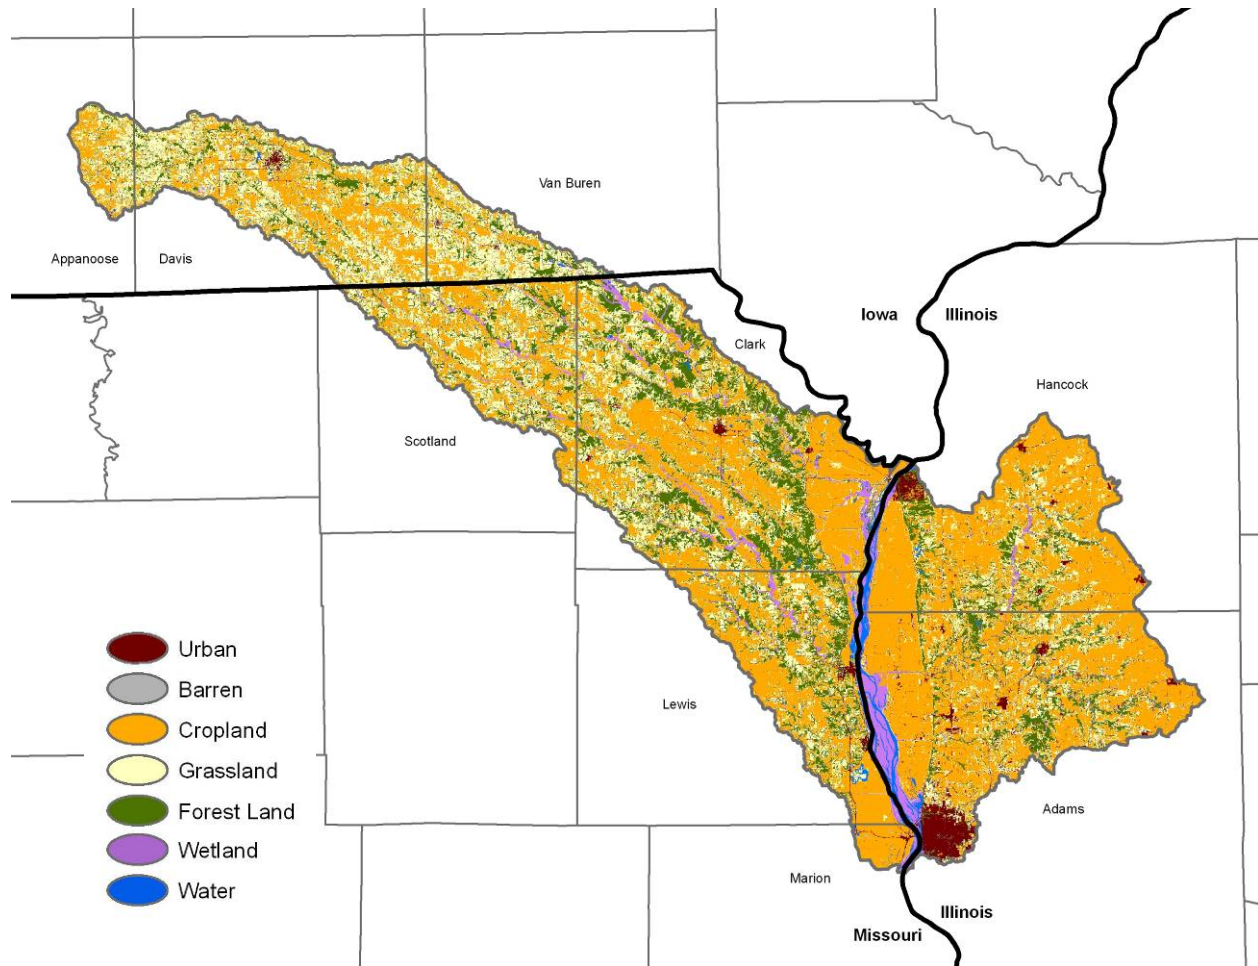 Van Buren
Appanoose
Davis
Iowa
Illinois
Clark
Hancock
Scotland
Urban
Barren
Cropland
Grassland
Forest Land
Wetland
Water
Lewis
Adams
Marion
Illinois
Missouri